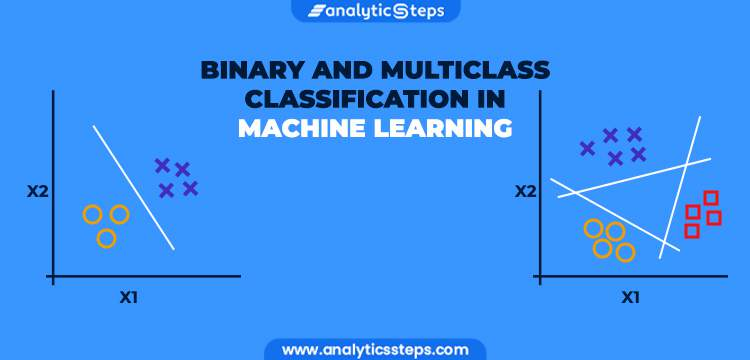 analyticSteps
BINARY AND MULTICLASS
CLASSIFICATION IN
MACHINE LEARNING
X2
X1
X2
X1
www.analyticssteps.com